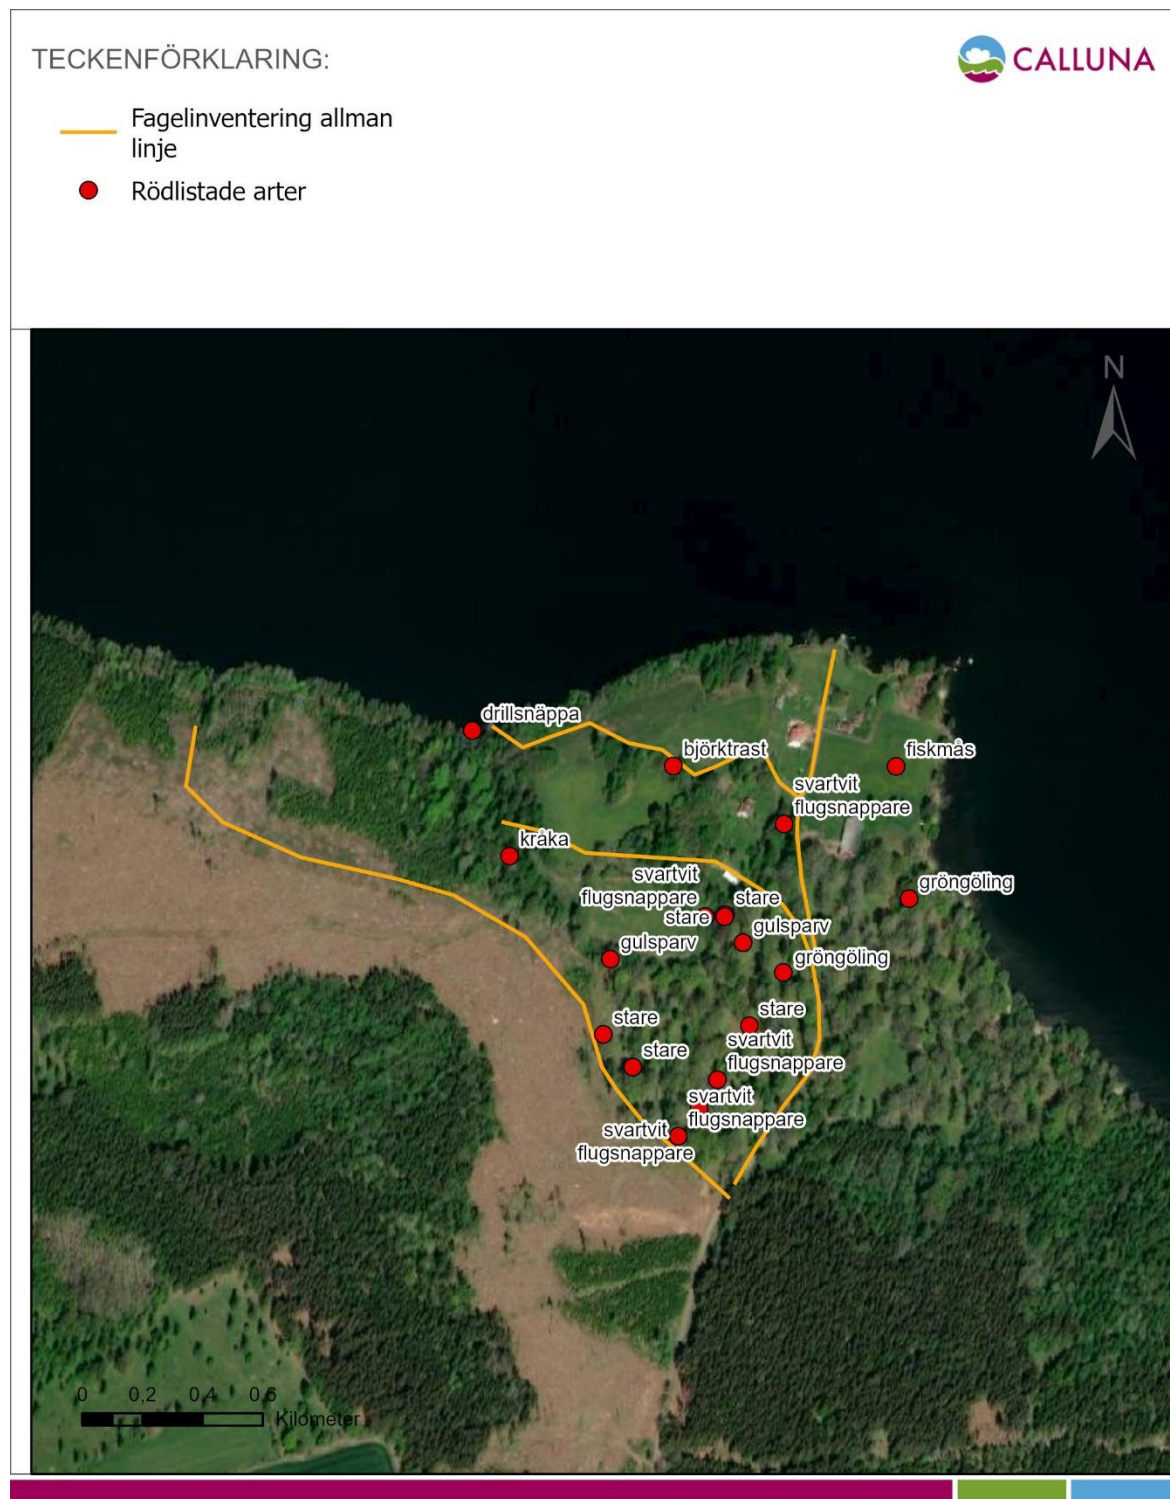 TECKENFÖRKLARING:
CALLUNA
Fagelinventering allman
linje
Rödlistade arter
N
drillsnäppa
björktrast
fiskmås
svartvit
flugsnappare
kråka
svartvit
flugsnappare
stare
stare
gröngöling
gulsparv
gulsparv
gröngöling
stare
stare
stare
svartvit
flugsnappare
svartvit
flugsnappare
svartvit
flugsnappare
0 0,2 0,4 0,6
Kilometer